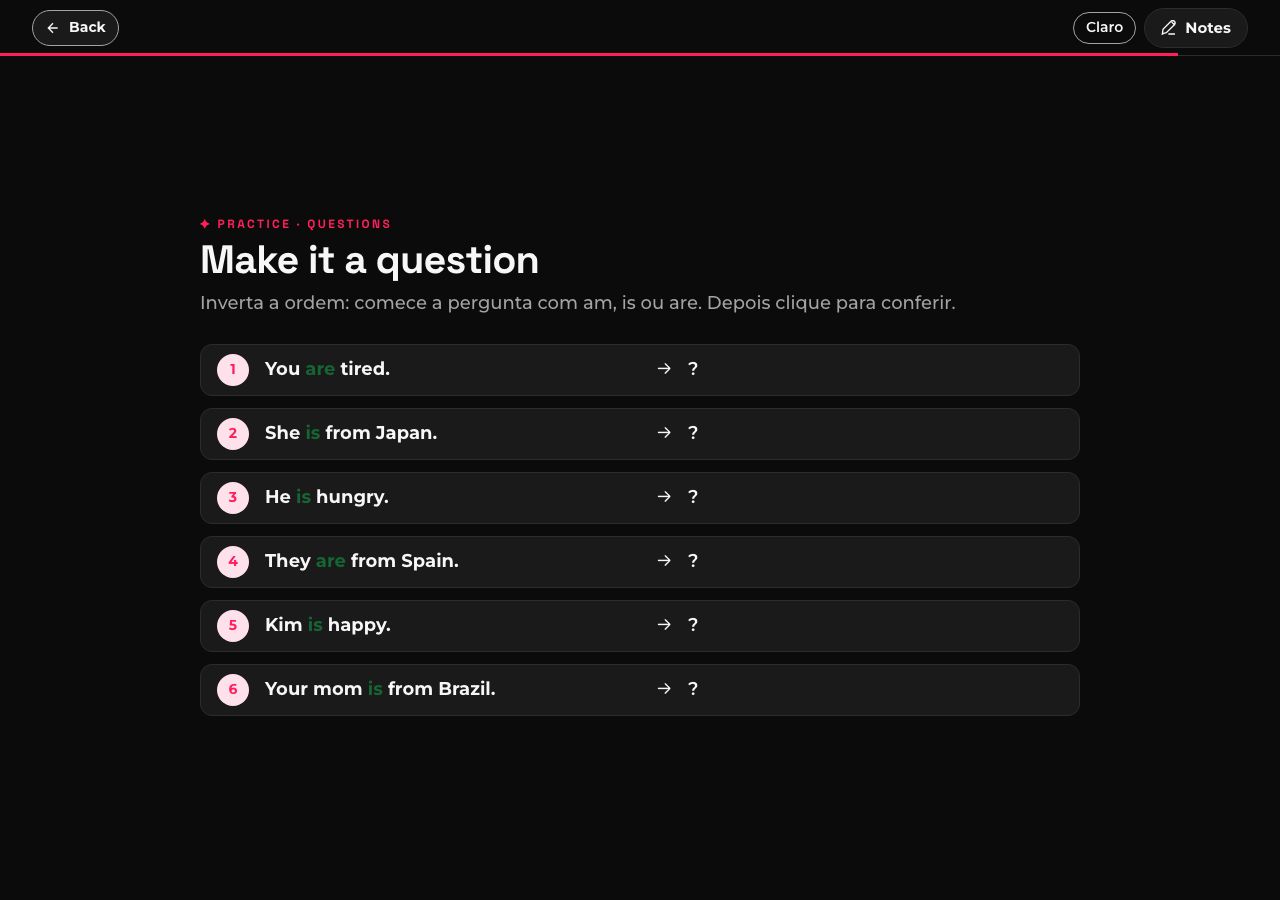 ← Back
Claro
Notes
✦ PRACTICE · QUESTIONS
Make it a question
Inverta a ordem: comece a pergunta com am, is ou are. Depois clique para conferir.
1 You are tired. → ?
2 She is from Japan. → ?
3 He is hungry. → ?
4 They are from Spain. → ?
5 Kim is happy. → ?
6 Your mom is from Brazil. → ?